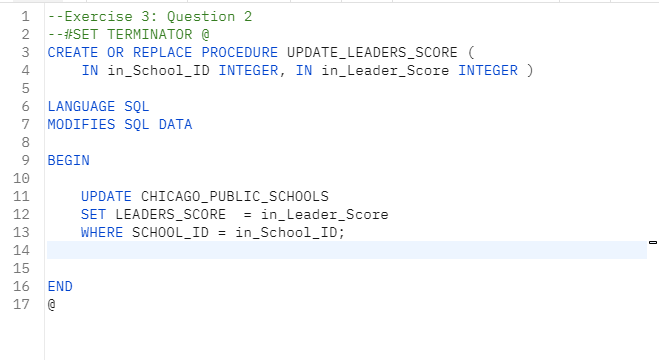 1 --Exercise 3: Question 2
2 --#SET TERMINATOR @
3 CREATE OR REPLACE PROCEDURE UPDATE_LEADERS_SCORE (
4 IN in_School_ID INTEGER, IN in_Leader_Score INTEGER )
5
6 LANGUAGE SQL
7 MODIFIES SQL DATA
8
9 BEGIN
10
11 UPDATE CHICAGO_PUBLIC_SCHOOLS
12 SET LEADERS_SCORE  = in_Leader_Score
13 WHERE SCHOOL_ID = in_School_ID;
14
15
16 END
17 @